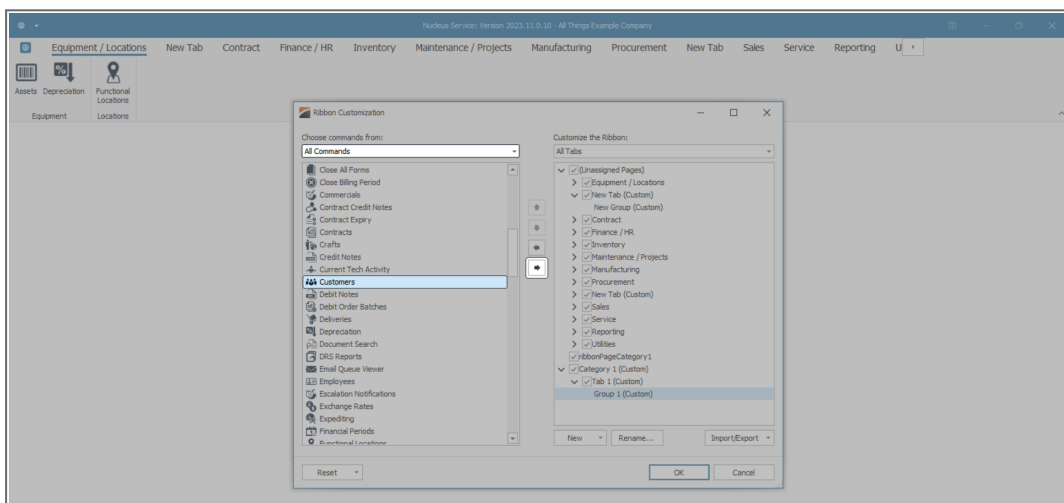 Nucleus Service: Version 2023.11.0.10 - All Things Example Company
Equipment / Locations New Tab Contract Finance / HR Inventory Maintenance / Projects Manufacturing Procurement New Tab Sales Service Reporting U
Assets Depreciation Functional
Locations
Equipment Locations
Ribbon Customization
Choose commands from: Customize the Ribbon:
All Commands All Tabs
Close All Forms (Unassigned Pages)
Close Billing Period Equipment / Locations
Commercials New Tab (Custom)
Contract Credit Notes New Group (Custom)
Contract Expiry Contract
Contracts Finance / HR
Crafts Inventory
Credit Notes Maintenance / Projects
Current Tech Activity Manufacturing
Customers Procurement
Debit Notes New Tab (Custom)
Debit Order Batches Sales
Deliveries Service
Depreciation Reporting
Document Search Utilities
DRS Reports ribbonPageCategory1
Email Queue Viewer Category 1 (Custom)
Employees Tab 1 (Custom)
Escalation Notifications Group 1 (Custom)
Exchange Rates
Expediting
Financial Periods
Functional Locations
New Rename... Import/Export
Reset OK Cancel